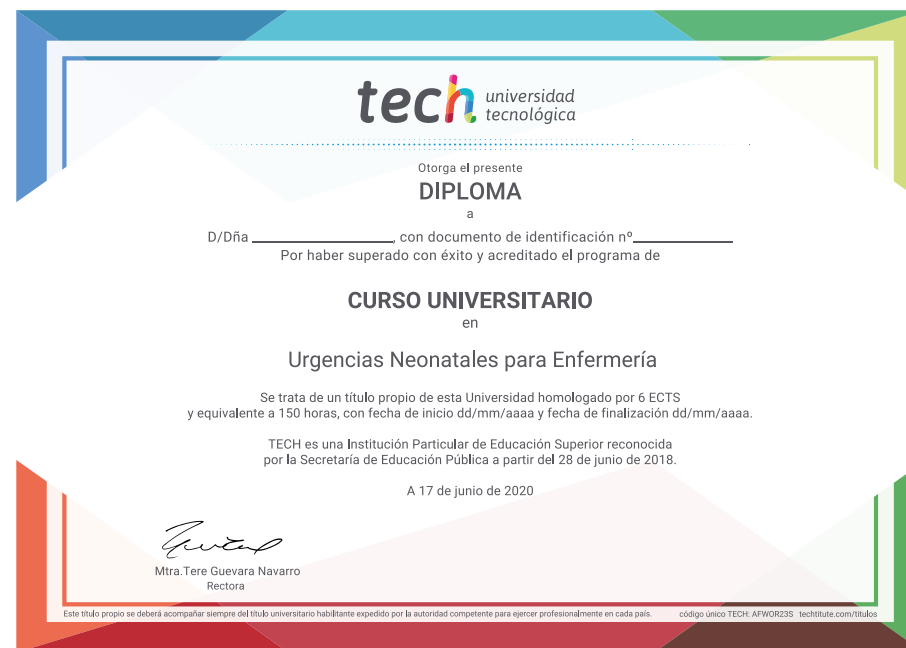 tech universidad
tecnológica
Otorga el presente
DIPLOMA
a
D/Dña ____________________, con documento de identificación nº______________
Por haber superado con éxito y acreditado el programa de
CURSO UNIVERSITARIO
en
Urgencias Neonatales para Enfermería
Se trata de un título propio de esta Universidad homologado por 6 ECTS
y equivalente a 150 horas, con fecha de inicio dd/mm/aaaa y fecha de finalización dd/mm/aaaa.
TECH es una Institución Particular de Educación Superior reconocida
por la Secretaría de Educación Pública a partir del 28 de junio de 2018.
A 17 de junio de 2020
Mtra.Tere Guevara Navarro
Rectora
Este título propio se deberá acompañar siempre del título universitario habilitante expedido por la autoridad competente para ejercer profesionalmente en cada país. código único TECH: AFWOR23S techtitute.com/titulos